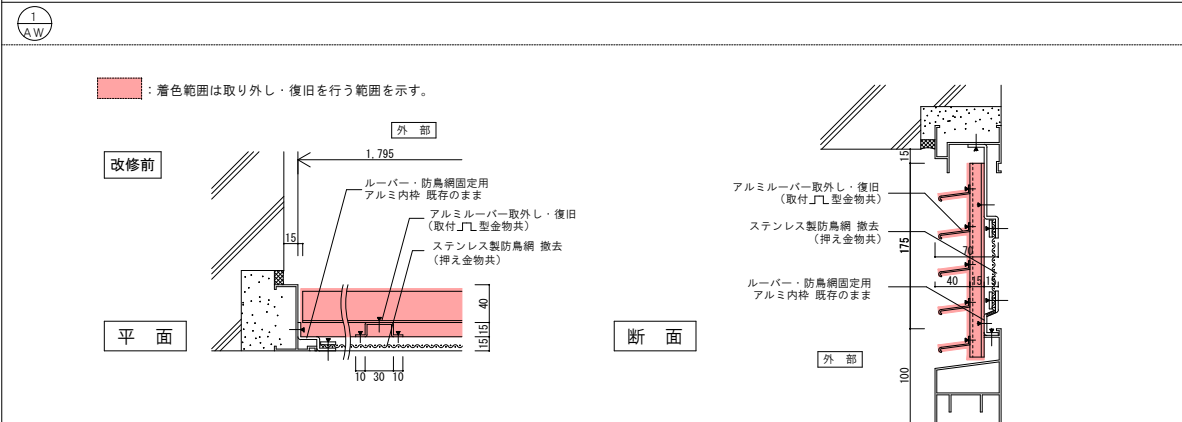 1
AW
：着色範囲は取り外し・復旧を行う範囲を示す。
外 部
改修前
1,795
ルーバー・防鳥網固定用
アルミ内枠 既存のまま
アルミルーバー取外し・復旧
（取付 型金物共）
ステンレス製防鳥網 撤去
（押え金物共）
15
40
15
15
平 面
10 30 10
15
アルミルーバー取外し・復旧
（取付 型金物共）
ステンレス製防鳥網 撤去
（押え金物共）
175
70
ルーバー・防鳥網固定用
アルミ内枠 既存のまま
40 15 15
断 面
外 部
100